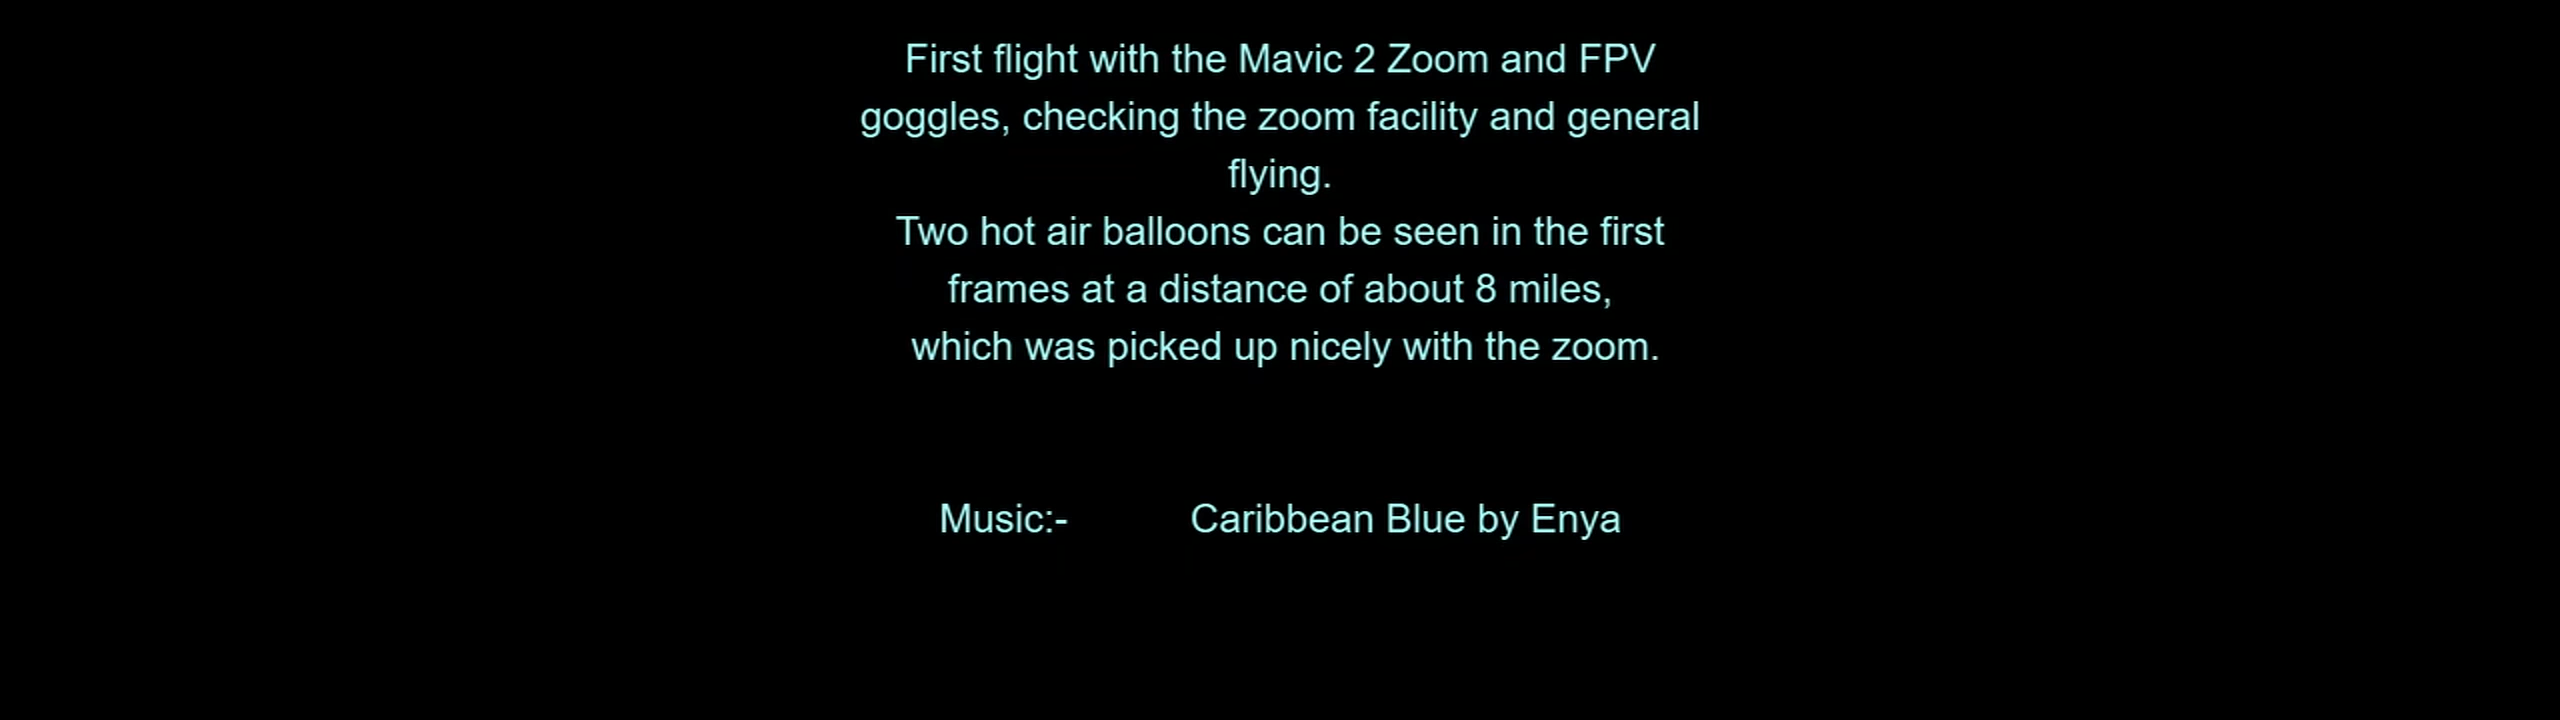 First flight with the Mavic 2 Zoom and FPV
goggles, checking the zoom facility and general
flying.
Two hot air balloons can be seen in the first
frames at a distance of about 8 miles,
which was picked up nicely with the zoom.
Music:- Caribbean Blue by Enya